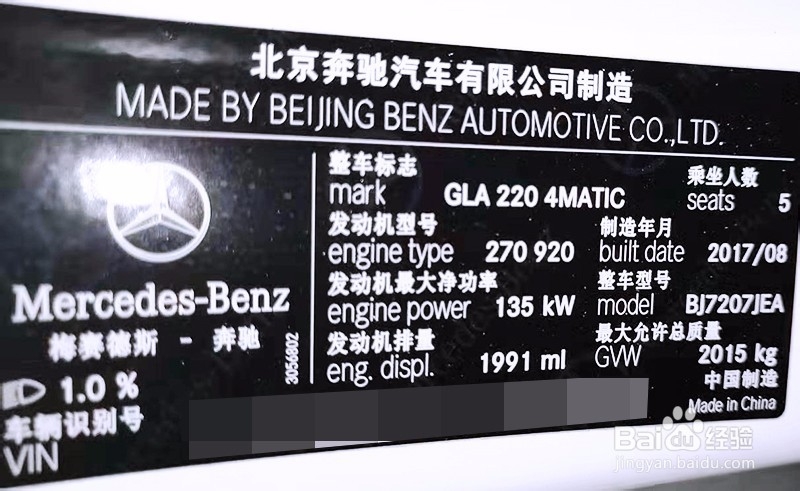 北京奔驰汽车有限公司制造
MADE BY BEIJING BENZ AUTOMOTIVE CO.,LTD.
Mercedes-Benz
梅赛德斯 - 奔驰
1.0 %
3056802
整车标志
mark GLA 220 4MATIC
乘坐人数
seats 5
发动机型号
engine type 270 920
制造年月
built date 2017/08
发动机最大净功率
engine power 135 kW
整车型号
model BJ7207JEA
发动机排量
eng. displ. 1991 ml
最大允许总质量
GVW 2015 kg
中国制造
Made in China
车辆识别号
VIN
Baidu 经验
jingyan.baidu.com